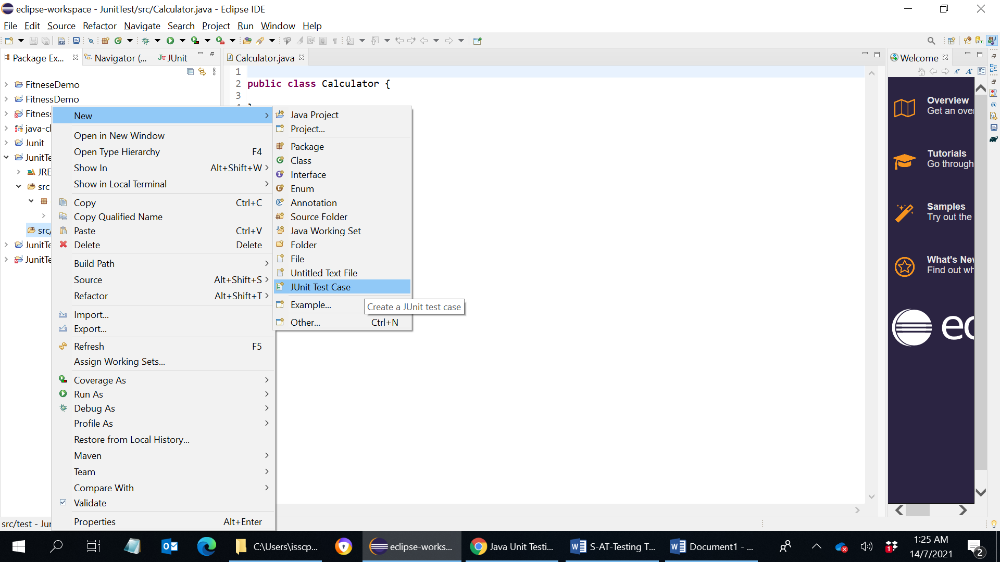 eclipse-workspace - JunitTest/src/Calculator.java - Eclipse IDE
File Edit Source Refactor Navigate Search Project Run Window Help
Package Ex... Navigator (... JUnit
Calculator.java
Welcome
1
2 public class Calculator {
3
FitneseDemo
FitnessDemo
Fitness
java-cl
Junit
JunitTe
JRE
src
src/
JunitTe
JunitTe
New
Open in New Window
Open Type Hierarchy F4
Show In Alt+Shift+W
Show in Local Terminal
Copy Ctrl+C
Copy Qualified Name
Paste Ctrl+V
Delete Delete
Build Path
Source Alt+Shift+S
Refactor Alt+Shift+T
Import...
Export...
Refresh F5
Assign Working Sets...
Coverage As
Run As
Debug As
Profile As
Restore from Local History...
Maven
Team
Compare With
Validate
Properties Alt+Enter
Java Project
Project...
Package
Class
Interface
Enum
Annotation
Source Folder
Java Working Set
Folder
File
Untitled Text File
JUnit Test Case
Example...
Other... Ctrl+N
Create a JUnit test case
Overview
Get an over
Tutorials
Go through
Samples
Try out the
What's New
Find out wh
ec
src/test - Jun
C:\Users\isscp...
eclipse-works...
Java Unit Testi...
S-AT-Testing T...
Document1 - ...
1
1:25 AM
14/7/2021
2